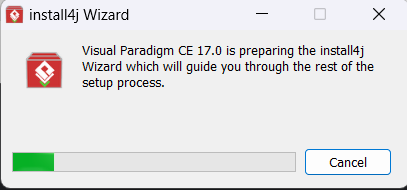 install4j Wizard
Visual Paradigm CE 17.0 is preparing the install4j
Wizard which will guide you through the rest of the
setup process.
Cancel